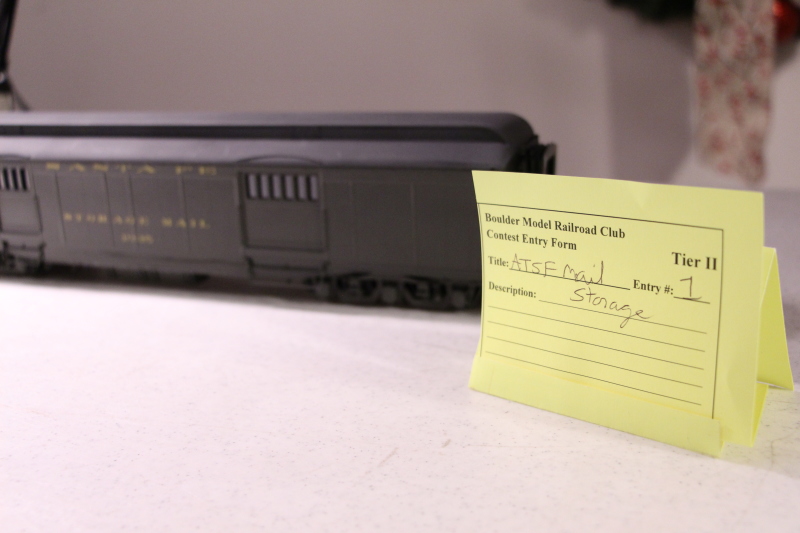 SANTA FE
STORAGE MAIL
Boulder Model Railroad Club
Contest Entry Form
Tier II
Title: ATSF Mail Entry #: 1
Description: Storage